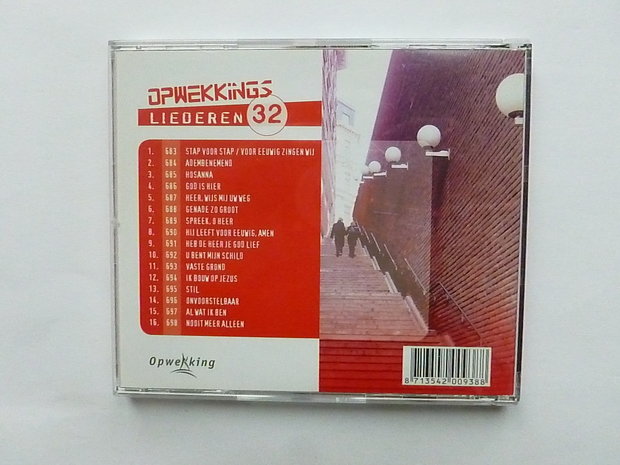 OPWEKKINGS
LIEDEREN 32
1. 683 STAP VOOR STAP / VOOR EEUWIG ZINGEN WIJ
2. 684 ADEMBENEMEND
3. 685 HOSANNA
4. 686 GOD IS HIER
5. 687 HEER, WIJS MIJ UW WEG
6. 688 GENADE ZO GROOT
7. 689 SPREEK, O HEER
8. 690 HIJ LEEFT VOOR EEUWIG, AMEN
9. 691 HEB DE HEER JE GOD LIEF
10. 692 U BENT MIJN SCHILD
11. 693 VASTE GROND
12. 694 IK BOUW OP JEZUS
13. 695 STIL
14. 696 ONVOORSTELBAAR
15. 697 AL WAT IK BEN
16. 698 NOOIT MEER ALLEEN
Opwekking
8 713542 009388